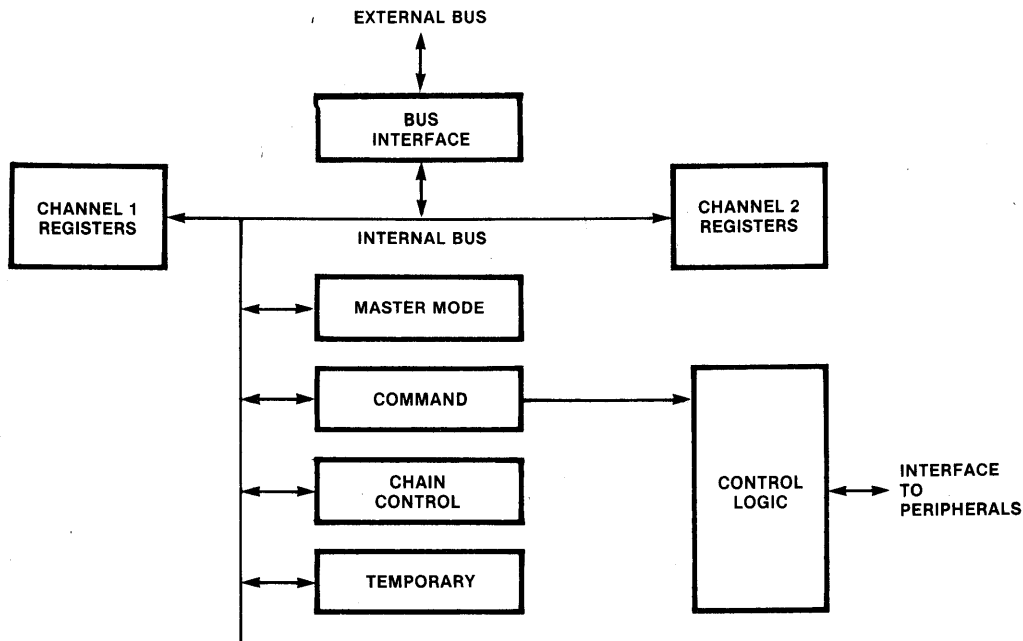 EXTERNAL BUS
BUS
INTERFACE
CHANNEL 1
REGISTERS
CHANNEL 2
REGISTERS
INTERNAL BUS
MASTER MODE
COMMAND
CHAIN
CONTROL
CONTROL
LOGIC
INTERFACE
TO
PERIPHERALS
TEMPORARY